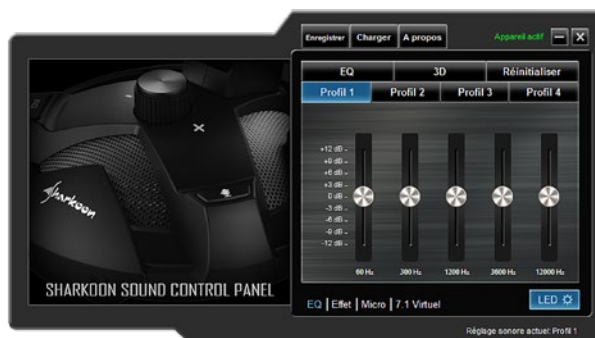 Enregistrer Charger A propos Appareil actif
EQ 3D Réinitialiser
Profil 1 Profil 2 Profil 3 Profil 4
+12 dB
+9 dB
+6 dB
+3 dB
0 dB
-3 dB
-6 dB
-9 dB
-12 dB
60 Hz 300 Hz 1200 Hz 3600 Hz 12000 Hz
Sharkoon
SHARKOON SOUND CONTROL PANEL
EQ | Effet | Micro | 7.1 Virtuel LED
Réglage sonore actuel: Profil 1